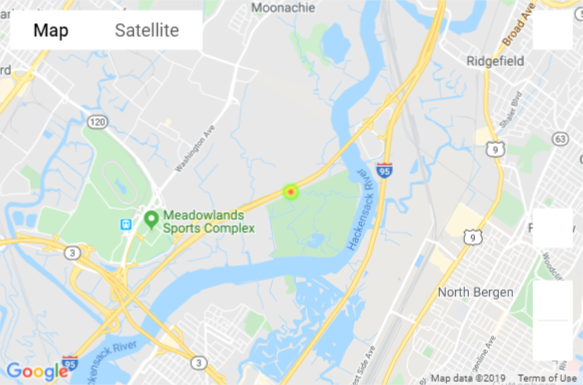 Moonachie
Map
Satellite
Broad Ave
Ridgefield
rd
Shaler Blvd
120
Washington Ave
63
9
95
Meadowlands
Sports Complex
Hackensack River
3
9
North Bergen
Google
95
Hackensack River
3
Map data ©2019
Terms of Use